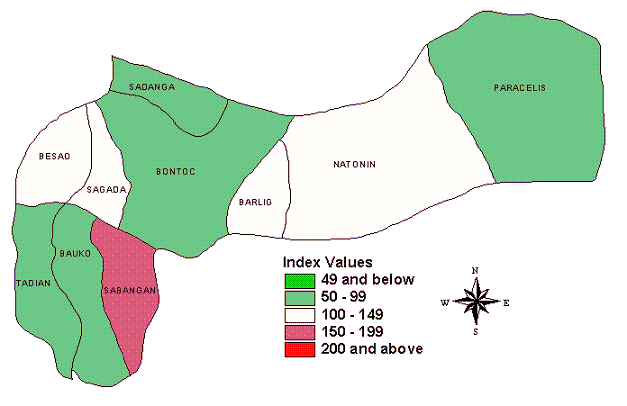 SADANGA
PARACELIS
BESAO
BONTOC
NATONIN
SAGADA
BARLIG
BAUKO
TADIAN
SABANGAN
Index Values
49 and below
50 - 99
100 - 149
150 - 199
200 and above
N
W E
S